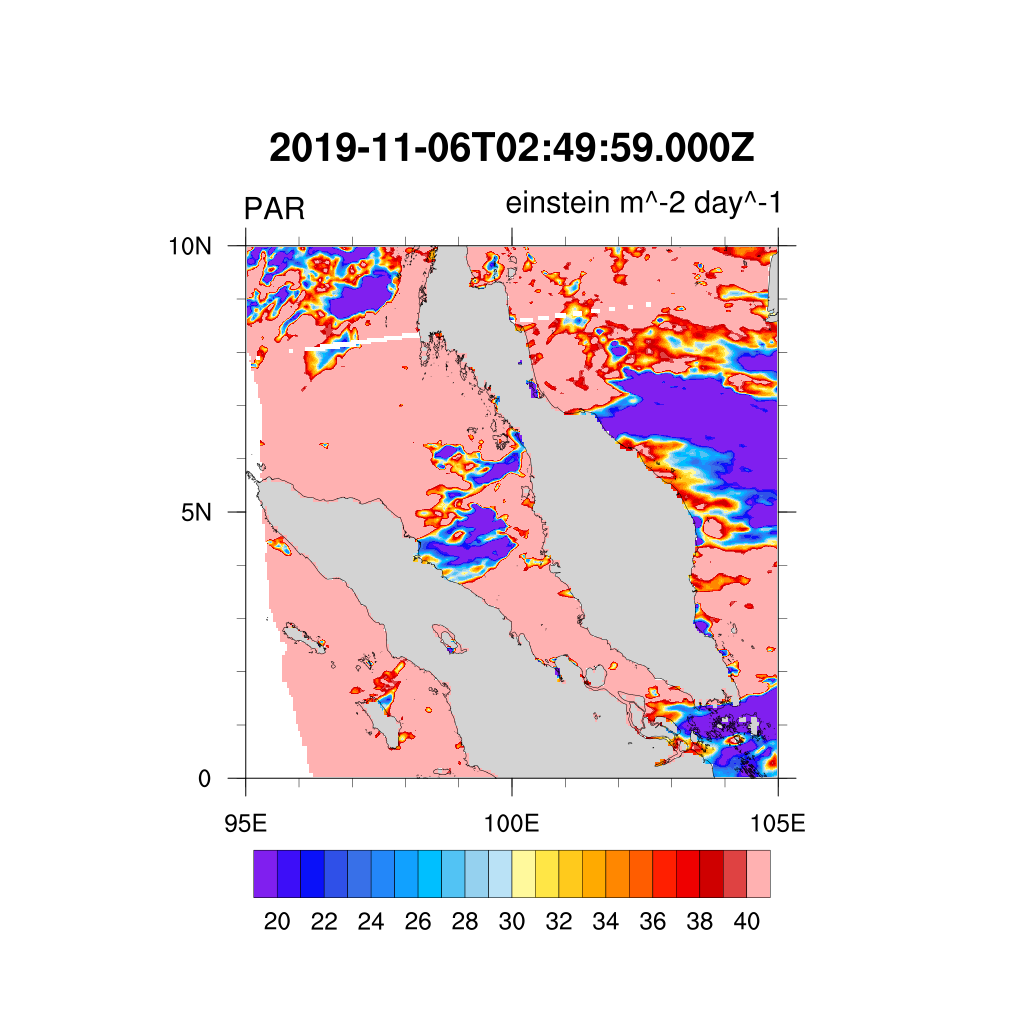 2019-11-06T02:49:59.000Z
PAR einstein m^-2 day^-1
10N
5N
0
95E 100E 105E
20 22 24 26 28 30 32 34 36 38 40